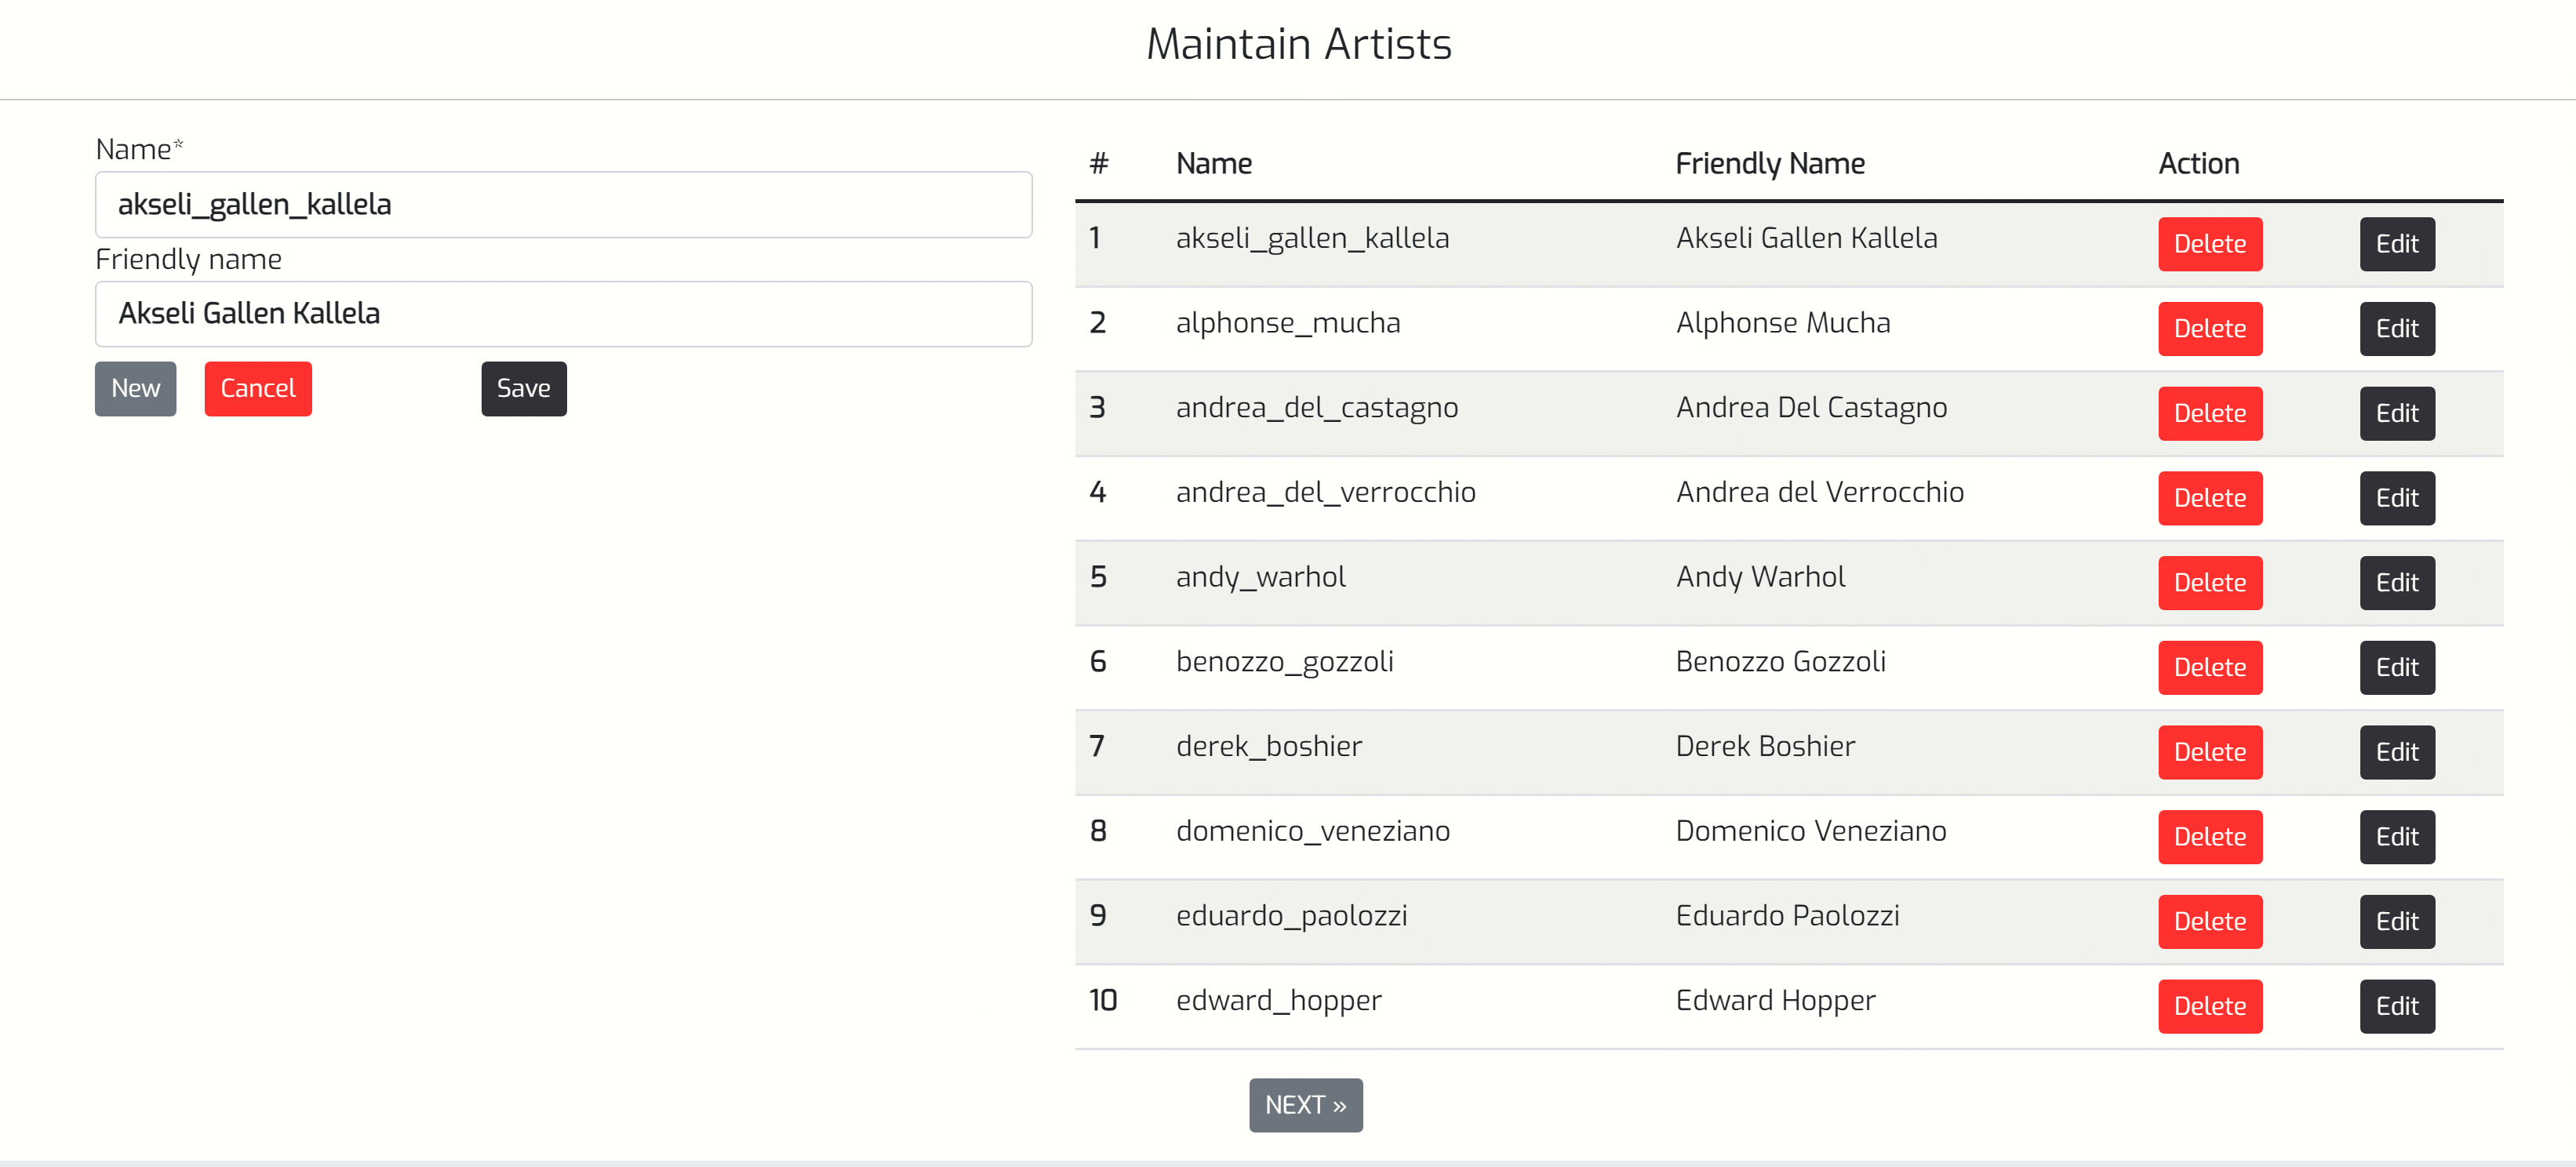 Maintain Artists
Name*
akseli_gallen_kallela
Friendly name
Akseli Gallen Kallela
New Cancel Save
# Name Friendly Name Action
1 akseli_gallen_kallela Akseli Gallen Kallela Delete Edit
2 alphonse_mucha Alphonse Mucha Delete Edit
3 andrea_del_castagno Andrea Del Castagno Delete Edit
4 andrea_del_verrocchio Andrea del Verrocchio Delete Edit
5 andy_warhol Andy Warhol Delete Edit
6 benozzo_gozzoli Benozzo Gozzoli Delete Edit
7 derek_boshier Derek Boshier Delete Edit
8 domenico_veneziano Domenico Veneziano Delete Edit
9 eduardo_paolozzi Eduardo Paolozzi Delete Edit
10 edward_hopper Edward Hopper Delete Edit
NEXT »